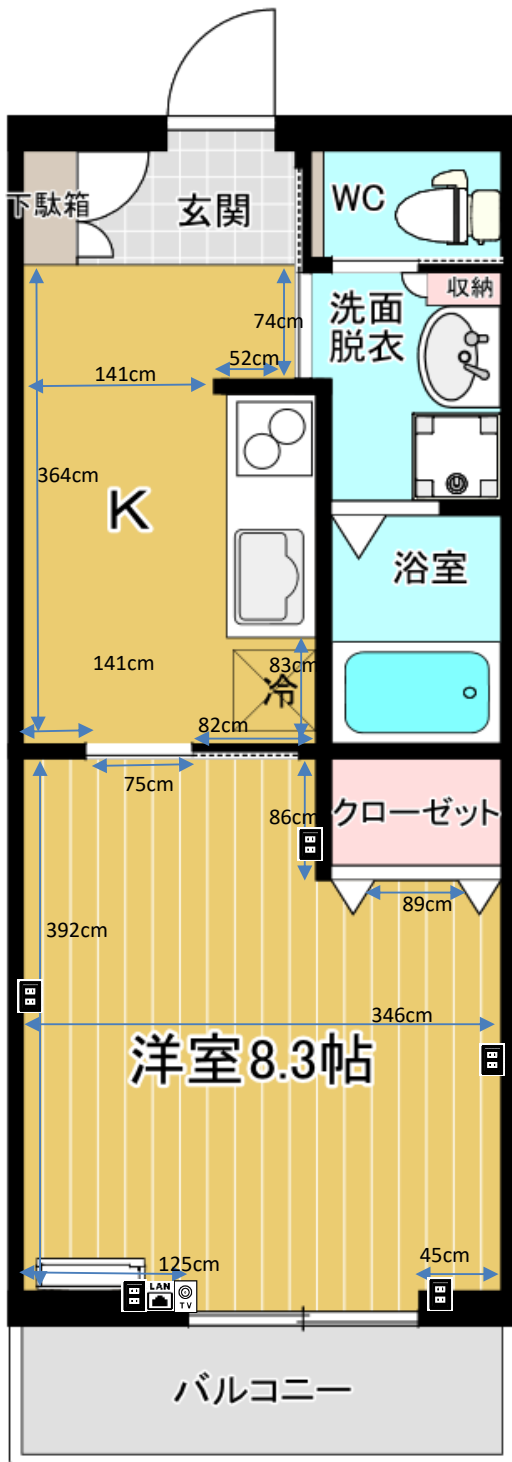 下駄箱
玄関
WC
収納
洗面
脱衣
74cm
52cm
141cm
364cm
K
浴室
141cm
83cm
冷
82cm
75cm
86cm
クローゼット
89cm
392cm
346cm
洋室8.3帖
125cm
45cm
LAN
TV
バルコニー